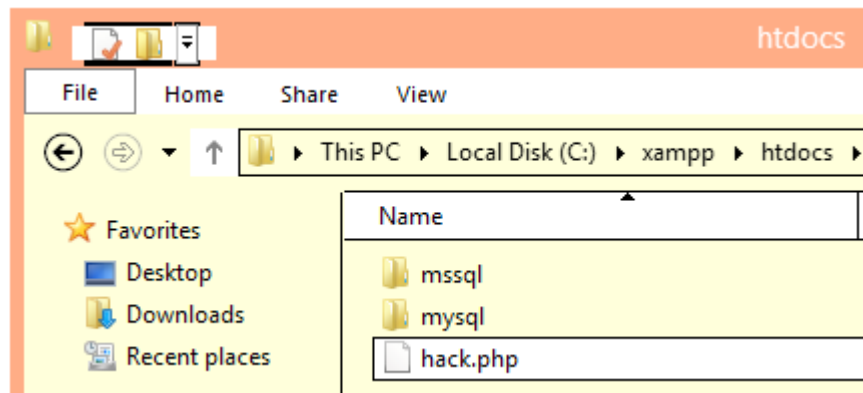 htdocs
File Home Share View
This PC Local Disk (C:) xampp htdocs
Name
Favorites
Desktop
Downloads
Recent places
mssql
mysql
hack.php